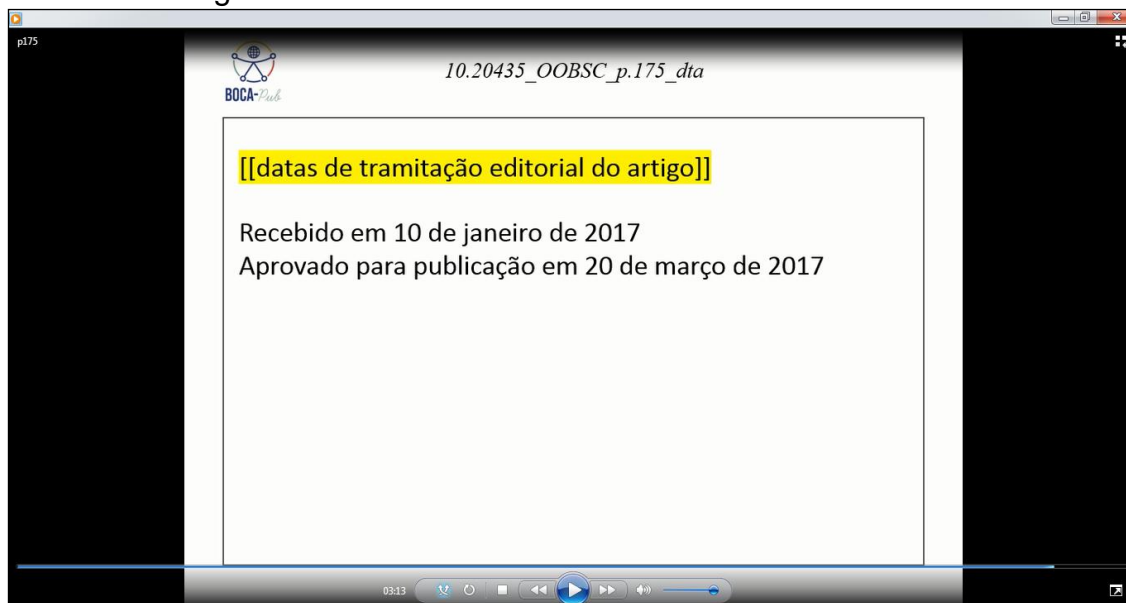 p175
10.20435_OOBSC_p.175_dta
BOCA-Pub
[[datas de tramitação editorial do artigo]]
Recebido em 10 de janeiro de 2017
Aprovado para publicação em 20 de março de 2017
03:13